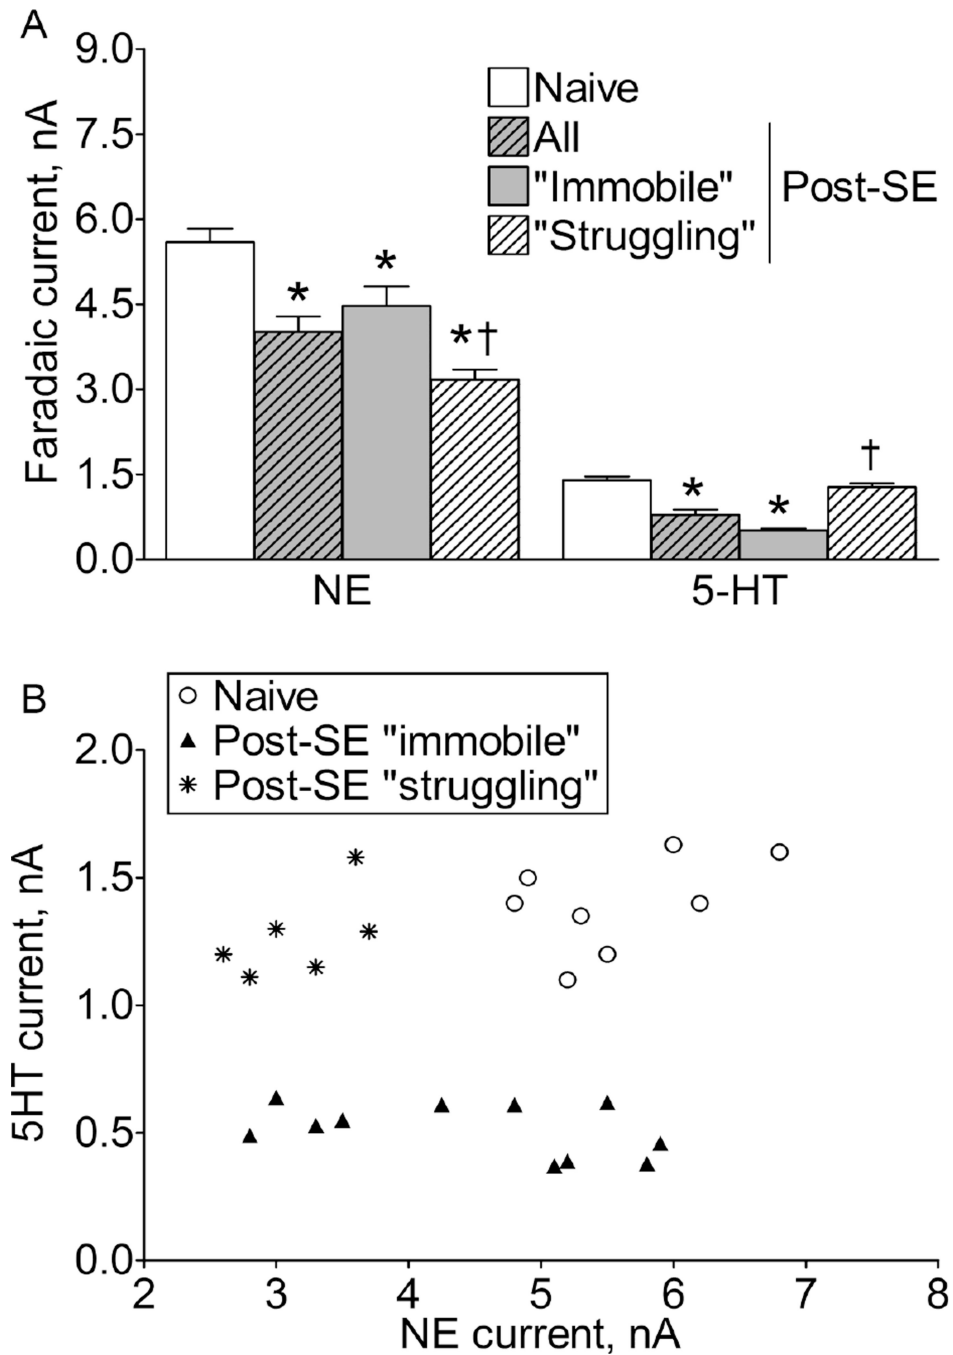 A
9.0
7.5
6.0
4.5
3.0
1.5
0.0
Faradaic current, nA
Naive
All
"Immobile"
"Struggling"
Post-SE
*
*
*†
*
*
†
NE
5-HT
B
Naive
Post-SE "immobile"
Post-SE "struggling"
2.0
1.5
1.0
0.5
0.0
5HT current, nA
2 3 4 5 6 7 8
NE current, nA